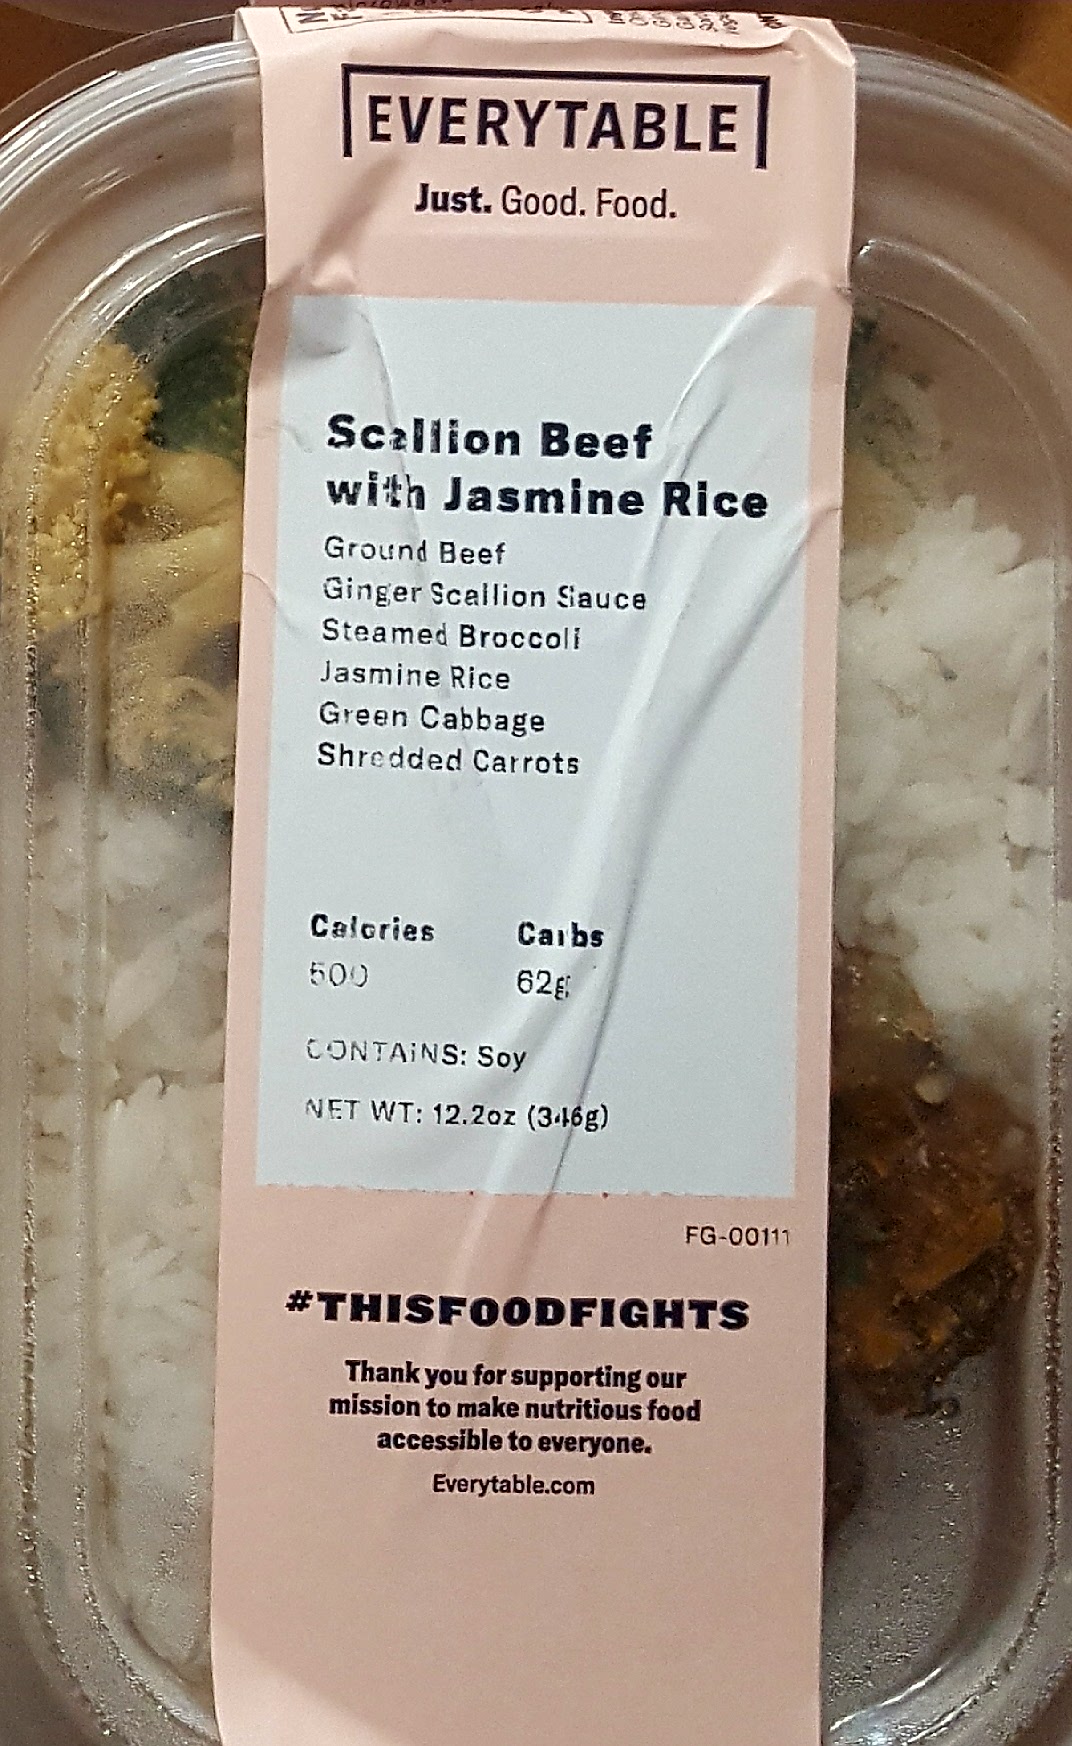 EVERYTABLE
Just. Good. Food.
Scallion Beef
with Jasmine Rice
Ground Beef
Ginger Scallion Sauce
Steamed Broccoli
Jasmine Rice
Green Cabbage
Shredded Carrots
Calories Carbs
500 62g
CONTAINS: Soy
NET WT: 12.2oz (346g)
FG-00111
#THISFOODFIGHTS
Thank you for supporting our
mission to make nutritious food
accessible to everyone.
Everytable.com